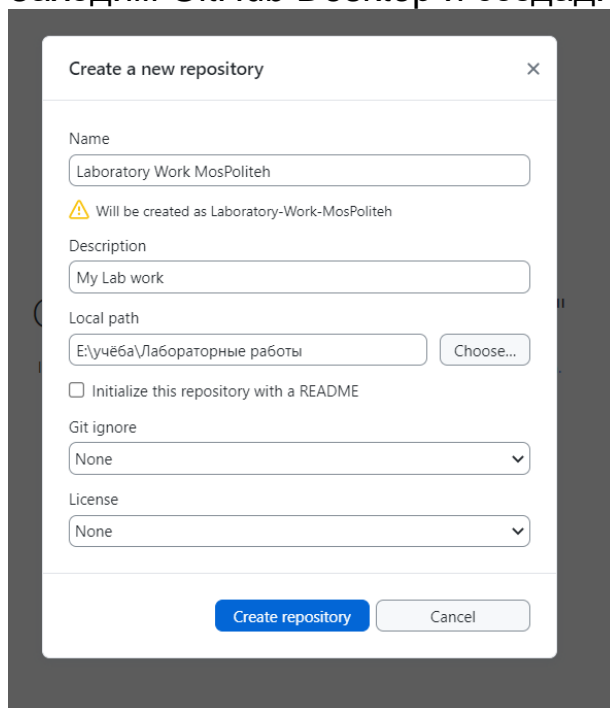 Create a new repository
Name
Laboratory Work MosPoliteh
Will be created as Laboratory-Work-MosPoliteh
Description
My Lab work
Local path
E:\учёба\Лабораторные работы
Choose...
Initialize this repository with a README
Git ignore
None
License
None
Create repository
Cancel